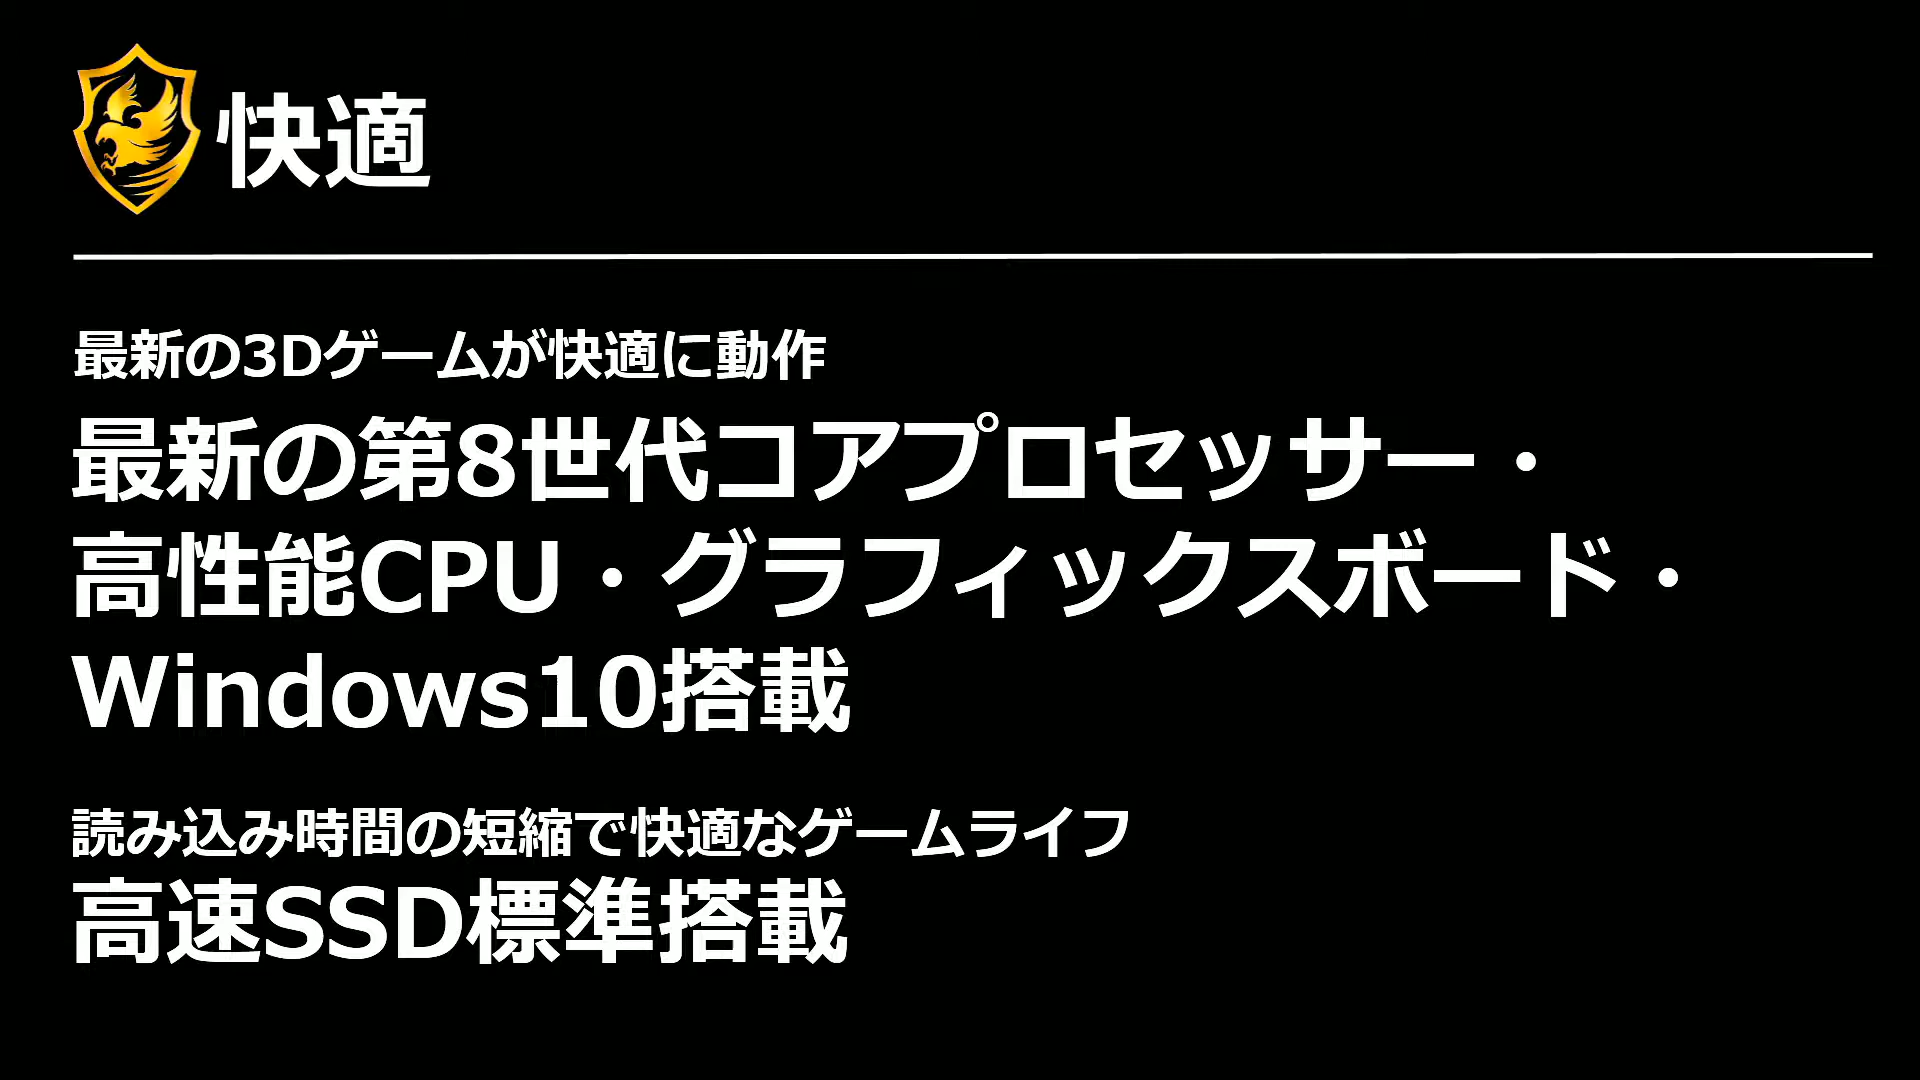 快適
最新の3Dゲームが快適に動作
最新の第8世代コアプロセッサー・
高性能CPU・グラフィックスボード・
Windows10搭載
読み込み時間の短縮で快適なゲームライフ
高速SSD標準搭載